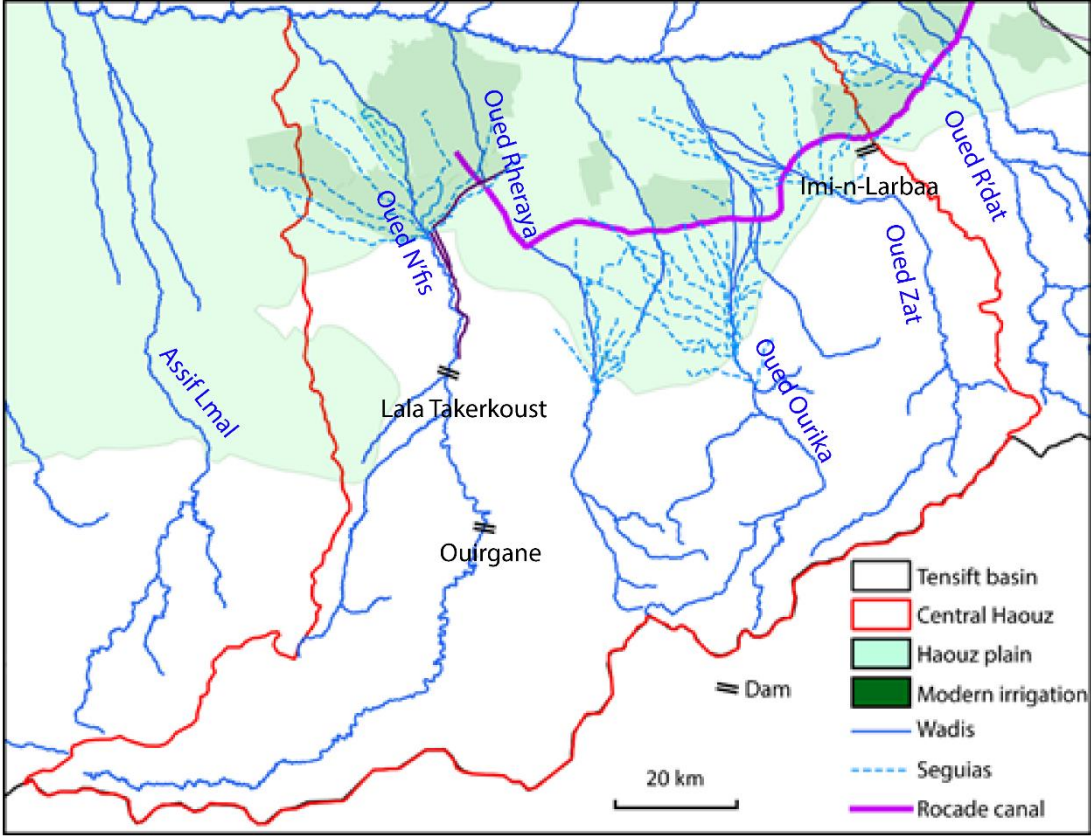 Oued Rheraya
Oued R'dat
Imi-n-Larbaa
Oued N'fis
Oued Zat
Assif Lmal
Oued Ourika
Lala Takerkoust
Ouirgane
Tensift basin
Central Haouz
Haouz plain
Dam
Modern irrigation
Wadis
20 km
Seguias
Rocade canal